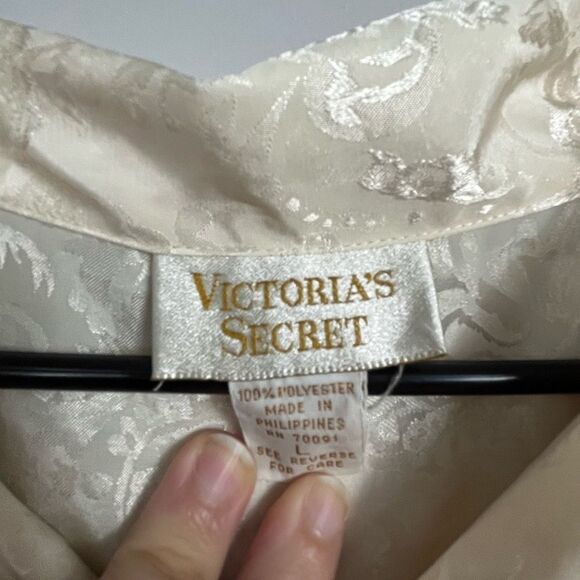 VICTORIA'S
SECRET
100% POLYESTER
MADE IN
PHILIPPINES
RN 70091
L
SEE REVERSE
FOR CARE